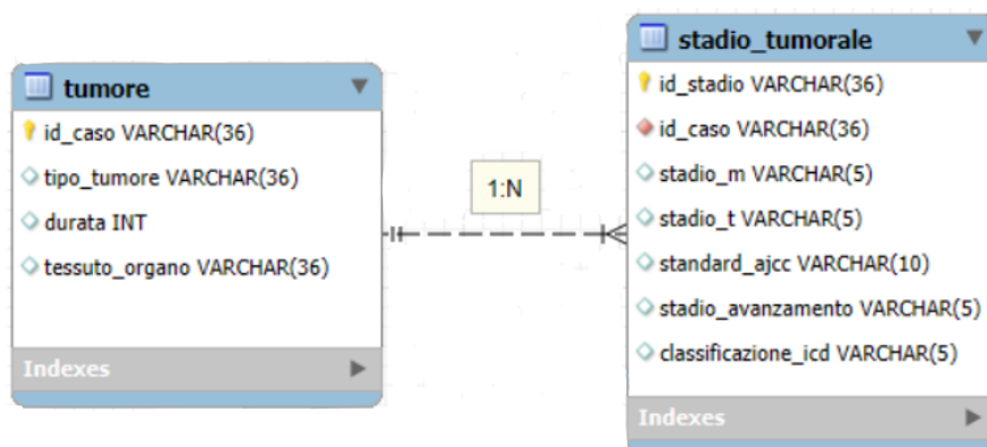 tumore
id_caso VARCHAR(36)
tipo_tumore VARCHAR(36)
durata INT
tessuto_organo VARCHAR(36)
Indexes
1:N
stadio_tumorale
id_stadio VARCHAR(36)
id_caso VARCHAR(36)
stadio_m VARCHAR(5)
stadio_t VARCHAR(5)
standard_ajcc VARCHAR(10)
stadio_avanzamento VARCHAR(5)
classificazione_icd VARCHAR(5)
Indexes